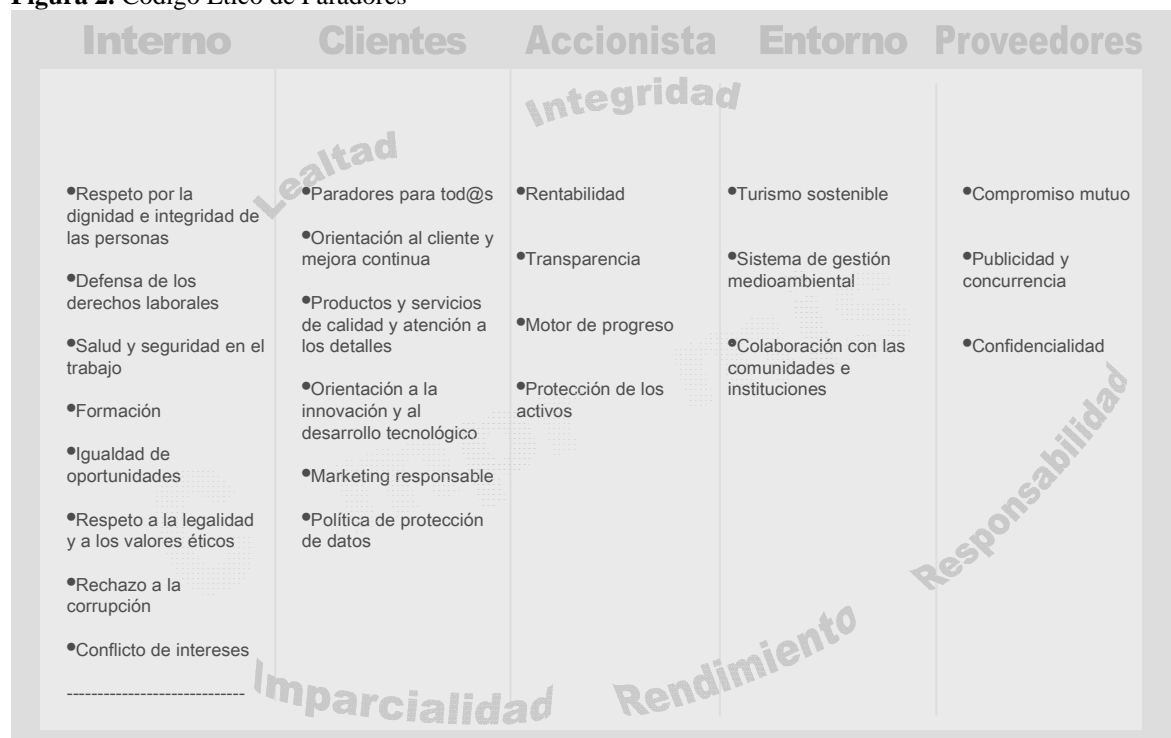 Figura 2. Código Ético de Paradores
Interno
Clientes
Accionista
Entorno
Proveedores
Integridad
Lealtad
•Respeto por la
dignidad e integridad de
las personas
•Defensa de los
derechos laborales
•Salud y seguridad en el
trabajo
•Formación
•Igualdad de
oportunidades
•Respeto a la legalidad
y a los valores éticos
•Rechazo a la
corrupción
•Conflicto de intereses
-----------------------------
•Paradores para tod@s
•Orientación al cliente y
mejora continua
•Productos y servicios
de calidad y atención a
los detalles
•Orientación a la
innovación y al
desarrollo tecnológico
•Marketing responsable
•Política de protección
de datos
•Rentabilidad
•Transparencia
•Motor de progreso
•Protección de los
activos
•Turismo sostenible
•Sistema de gestión
medioambiental
•Colaboración con las
comunidades e
instituciones
•Compromiso mutuo
•Publicidad y
concurrencia
•Confidencialidad
Responsabilidad
Rendimiento
Imparcialidad